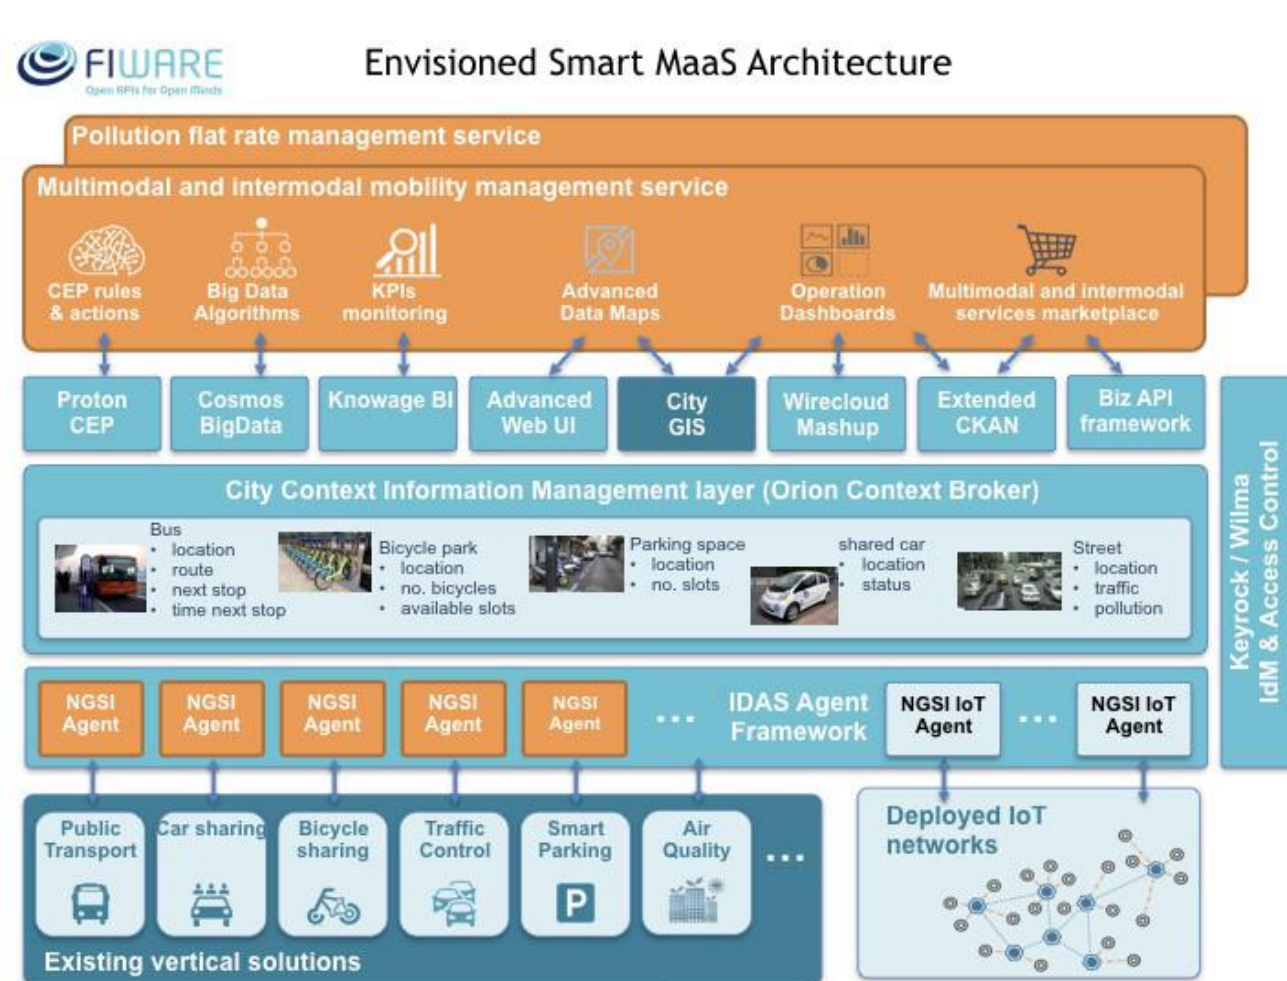 FIWARE
Open APIs for Open Minds
Envisioned Smart MaaS Architecture
Pollution flat rate management service
Multimodal and intermodal mobility management service
CEP rules
& actions
Big Data
Algorithms
KPIs
monitoring
Advanced
Data Maps
Operation
Dashboards
Multimodal and intermodal
services marketplace
Proton
CEP
Cosmos
BigData
Knowage BI
Advanced
Web UI
City
GIS
Wirecloud
Mashup
Extended
CKAN
Biz API
framework
Keyrock / Wilma
IdM & Access Control
City Context Information Management layer (Orion Context Broker)
Bus
• location
• route
• next stop
• time next stop
Bicycle park
• location
• no. bicycles
• available slots
Parking space
• location
• no. slots
shared car
• location
• status
Street
• location
• traffic
• pollution
NGSI
Agent
NGSI
Agent
NGSI
Agent
NGSI
Agent
NGSI
Agent
...
IDAS Agent
Framework
NGSI IoT
Agent
...
NGSI IoT
Agent
Public
Transport
Car sharing
Bicycle
sharing
Traffic
Control
Smart
Parking
P
Air
Quality
...
Existing vertical solutions
Deployed IoT
networks